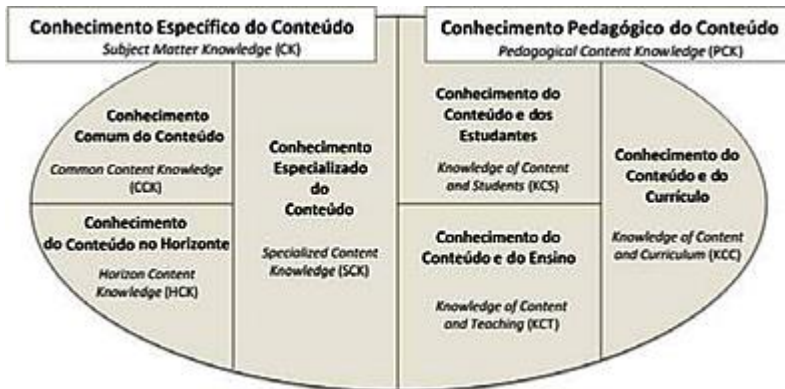 Conhecimento Específico do Conteúdo
Subject Matter Knowledge (CK)
Conhecimento Pedagógico do Conteúdo
Pedagogical Content Knowledge (PCK)
Conhecimento
Comum do Conteúdo
Common Content Knowledge
(CCK)
Conhecimento
do Conteúdo no Horizonte
Horizon Content
Knowledge (HCK)
Conhecimento
Especializado
do
Conteúdo
Specialized Content
Knowledge (SCK)
Conhecimento do
Conteúdo e dos
Estudantes
Knowledge of Content
and Students (KCS)
Conhecimento do
Conteúdo e do Ensino
Knowledge of Content
and Teaching (KCT)
Conhecimento do
Conteúdo e do
Currículo
Knowledge of Content
and Curriculum (KCC)